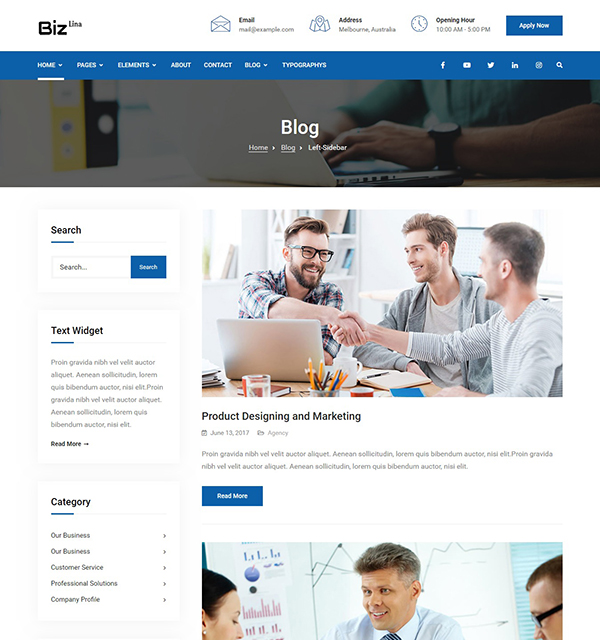 Biz Lina
Email
mail@example.com
Address
Melbourne, Australia
Opening Hour
10:00 AM - 5:00 PM
Apply Now
HOME PAGES ELEMENTS ABOUT CONTACT BLOG TYPOGRAPHYS
Blog
Home Blog Left-Sidebar
Search
Search...
Search
Text Widget
Proin gravida nibh vel velit auctor
aliquet. Aenean sollicitudin, lorem
quis bibendum auctor, nisi elit.Proin
gravida nibh vel velit auctor aliquet.
Aenean sollicitudin, lorem quis
bibendum auctor, nisi elit.
Read More
Category
Our Business
Our Business
Customer Service
Professional Solutions
Company Profile
Product Designing and Marketing
June 13, 2017 Agency
Proin gravida nibh vel velit auctor aliquet. Aenean sollicitudin, lorem quis bibendum auctor, nisi elit.Proin gravida nibh vel velit auctor aliquet. Aenean
sollicitudin, lorem quis bibendum auctor, nisi elit.
Read More